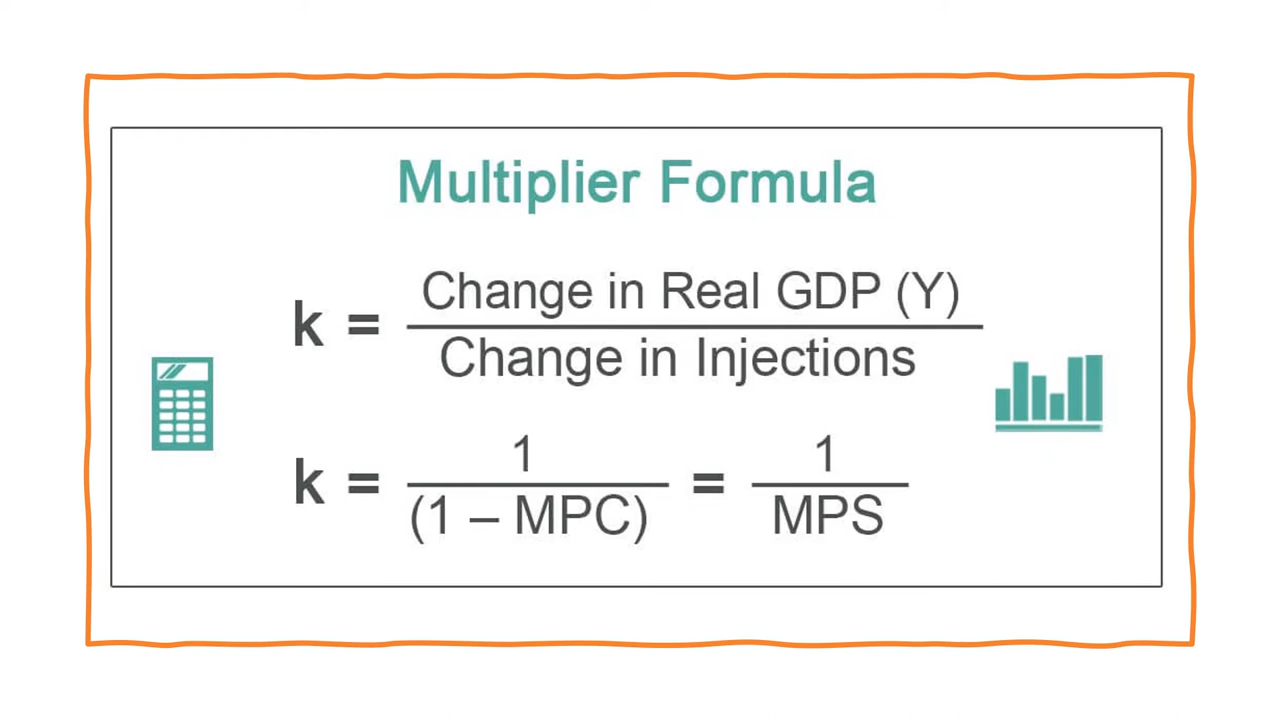 Multiplier Formula
k = Change in Real GDP (Y)
Change in Injections
k = 1 / (1 – MPC) = 1 / MPS